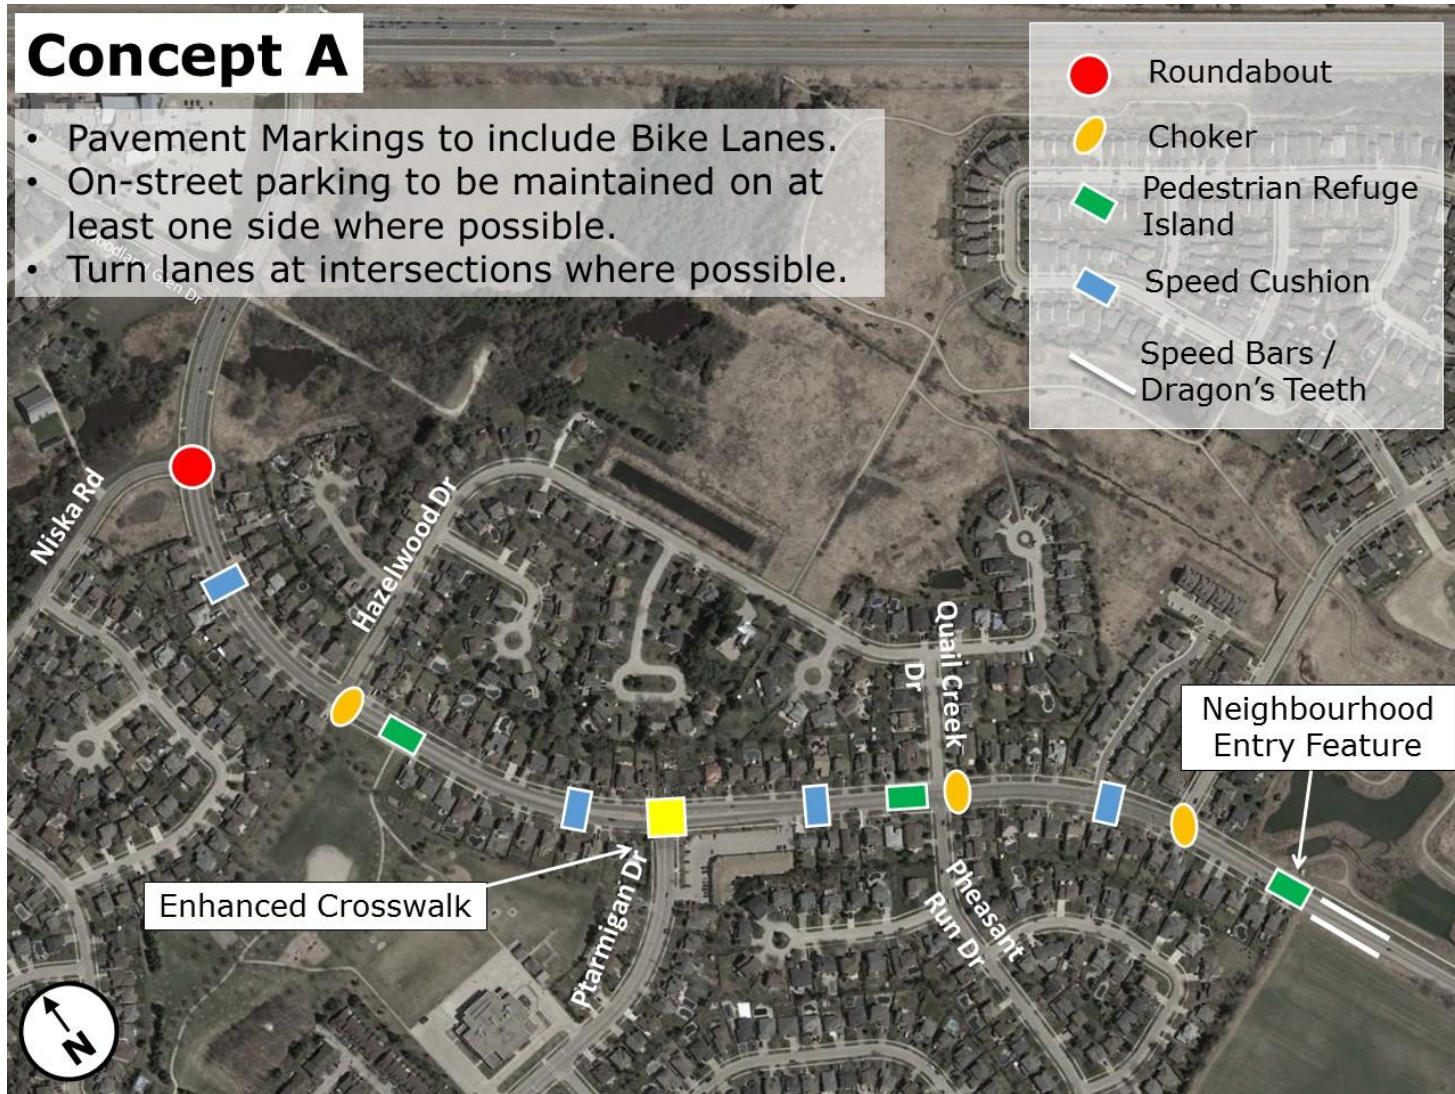 Concept A
• Pavement Markings to include Bike Lanes.
• On-street parking to be maintained on at
least one side where possible.
• Turn lanes at intersections where possible.
Roundabout
Choker
Pedestrian Refuge
Island
Speed Cushion
Speed Bars /
Dragon's Teeth
Niska Rd
Hazelwood Dr
Quail Creek
Dr
Neighbourhood
Entry Feature
Enhanced Crosswalk
Ptarmigan Dr
Pheasant
Run Dr
N